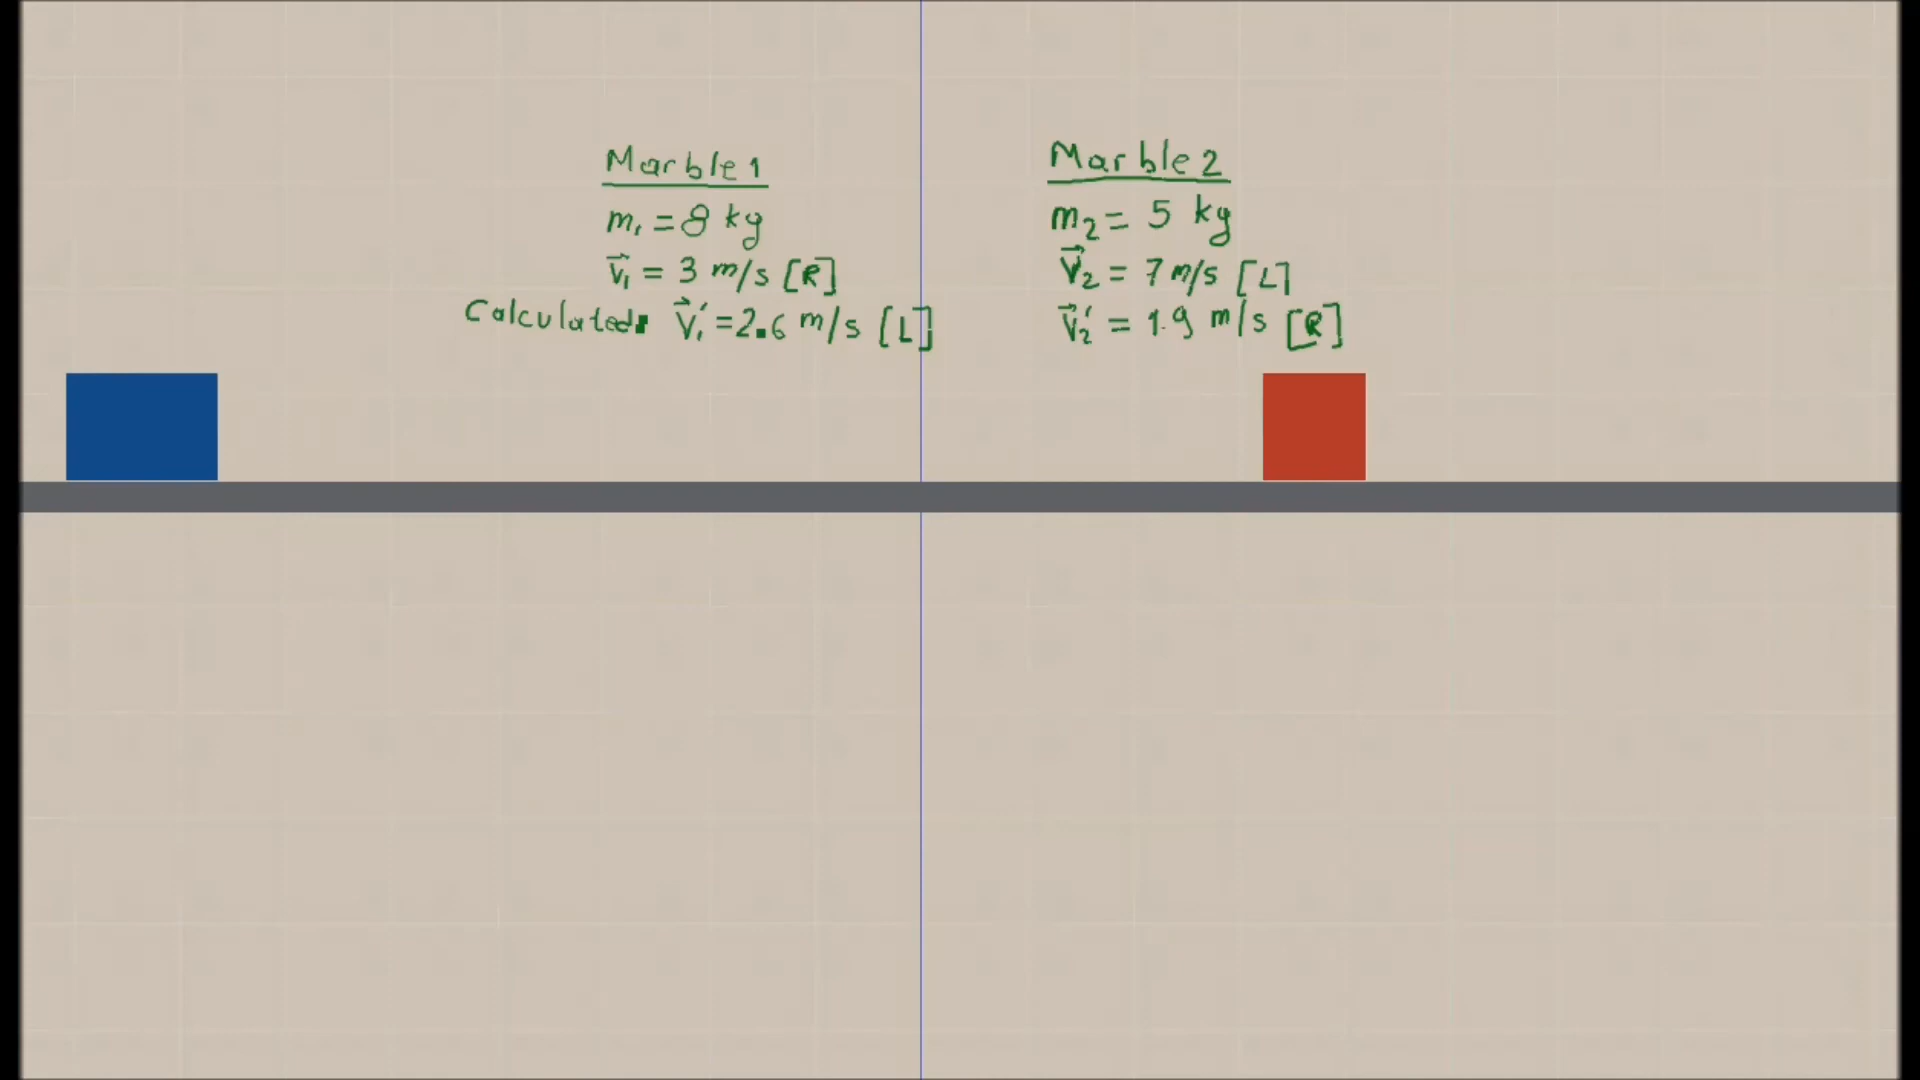 Marble 1
m₁ = 8 kg
v⃗₁ = 3 m/s [R]
Calculated: v⃗₁′ = 2.6 m/s [L]
Marble 2
m₂ = 5 kg
v⃗₂ = 7 m/s [L]
v⃗₂′ = 1.9 m/s [R]